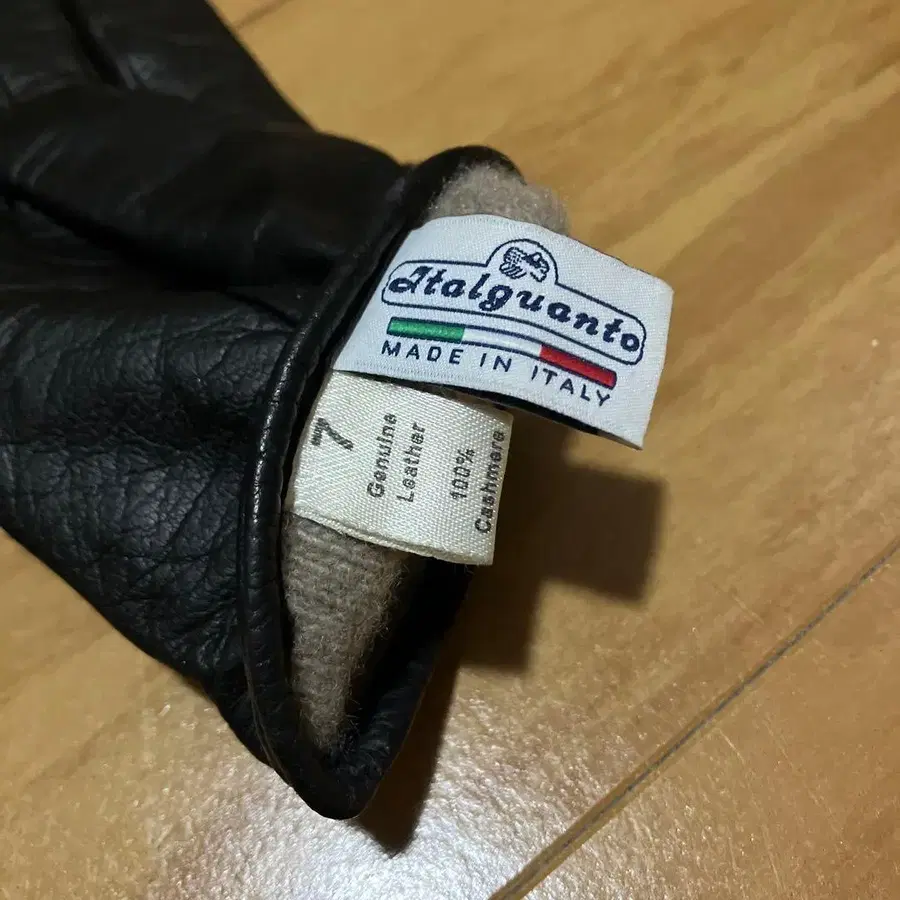 Italguanto
MADE IN ITALY
7
Genuine
Leather
100%
Cashmere